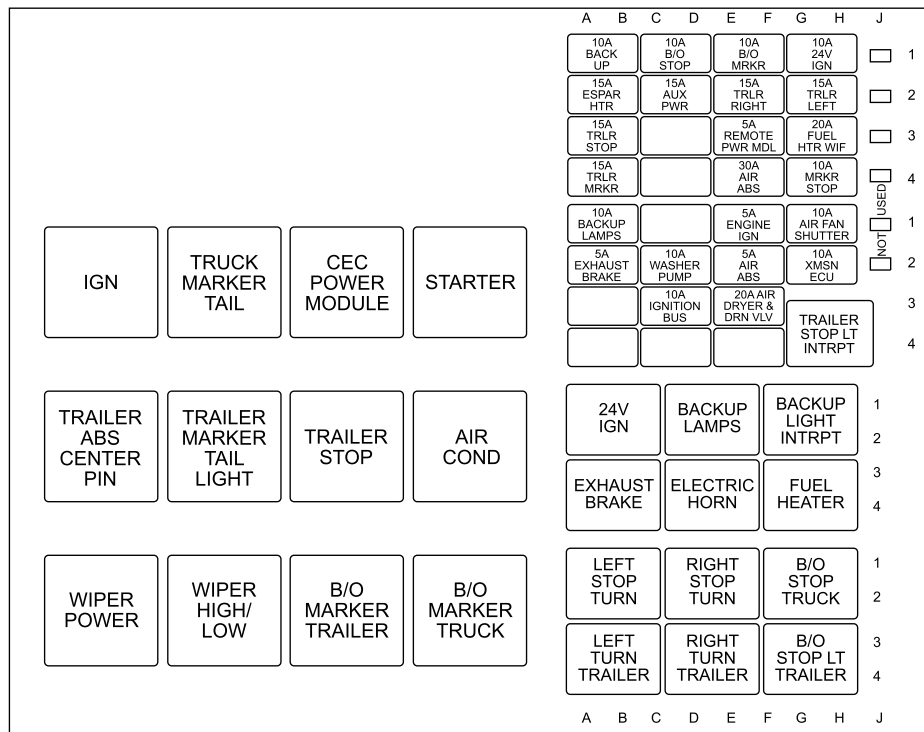 A B C D E F G H J
10A
BACK
UP
10A
B/O
STOP
10A
B/O
MRKR
10A
24V
IGN
1
15A
ESPAR
HTR
15A
AUX
PWR
15A
TRLR
RIGHT
15A
TRLR
LEFT
2
15A
TRLR
STOP
5A
REMOTE
PWR MDL
20A
FUEL
HTR WIF
3
15A
TRLR
MRKR
30A
AIR
ABS
10A
MRKR
STOP
4
NOT USED
10A
BACKUP
LAMPS
5A
ENGINE
IGN
10A
AIR FAN
SHUTTER
1
5A
EXHAUST
BRAKE
10A
WASHER
PUMP
5A
AIR
ABS
10A
XMSN
ECU
2
10A
IGNITION
BUS
20A AIR
DRYER &
DRN VLV
3
TRAILER
STOP LT
INTRPT
4
IGN
TRUCK
MARKER
TAIL
CEC
POWER
MODULE
STARTER
24V
IGN
BACKUP
LAMPS
BACKUP
LIGHT
INTRPT
1
2
TRAILER
ABS
CENTER
PIN
TRAILER
MARKER
TAIL
LIGHT
TRAILER
STOP
AIR
COND
EXHAUST
BRAKE
ELECTRIC
HORN
FUEL
HEATER
3
4
WIPER
POWER
WIPER
HIGH/
LOW
B/O
MARKER
TRAILER
B/O
MARKER
TRUCK
LEFT
STOP
TURN
RIGHT
STOP
TURN
B/O
STOP
TRUCK
1
2
LEFT
TURN
TRAILER
RIGHT
TURN
TRAILER
B/O
STOP LT
TRAILER
3
4
A B C D E F G H J